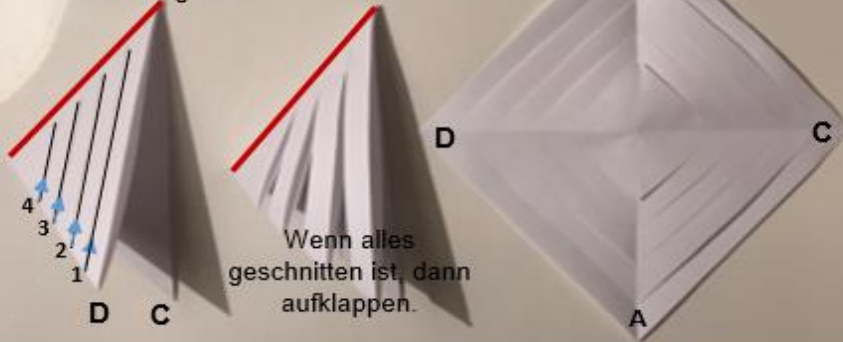 4
3
2
1
D C
Wenn alles
geschnitten ist, dann
aufklappen.
D
C
A